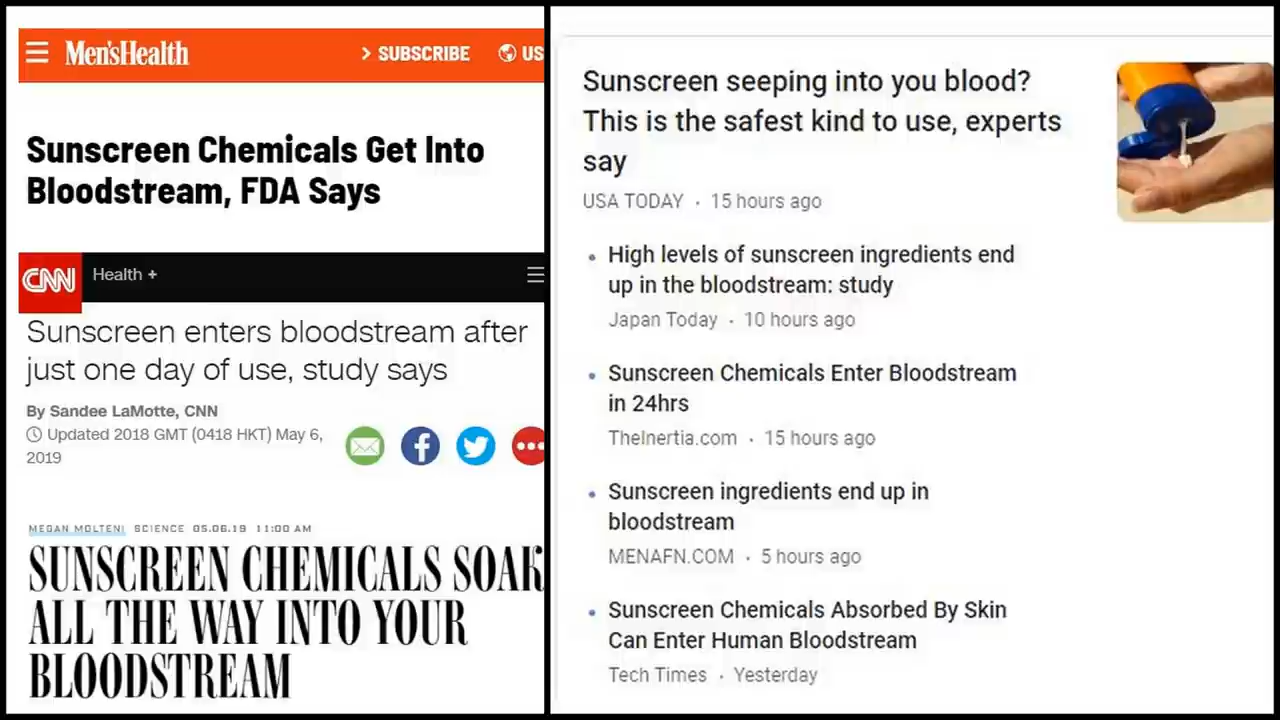 Men'sHealth
> SUBSCRIBE
US
Sunscreen Chemicals Get Into
Bloodstream, FDA Says
CNN
Health +
Sunscreen enters bloodstream after
just one day of use, study says
By Sandee LaMotte, CNN
Updated 2018 GMT (0418 HKT) May 6,
2019
MEGAN MOLTENI SCIENCE 05.06.19 11:00 AM
SUNSCREEN CHEMICALS SOAK
ALL THE WAY INTO YOUR
BLOODSTREAM
Sunscreen seeping into you blood?
This is the safest kind to use, experts
say
USA TODAY · 15 hours ago
• High levels of sunscreen ingredients end
up in the bloodstream: study
Japan Today · 10 hours ago
• Sunscreen Chemicals Enter Bloodstream
in 24hrs
TheInertia.com · 15 hours ago
• Sunscreen ingredients end up in
bloodstream
MENAFN.COM · 5 hours ago
• Sunscreen Chemicals Absorbed By Skin
Can Enter Human Bloodstream
Tech Times · Yesterday